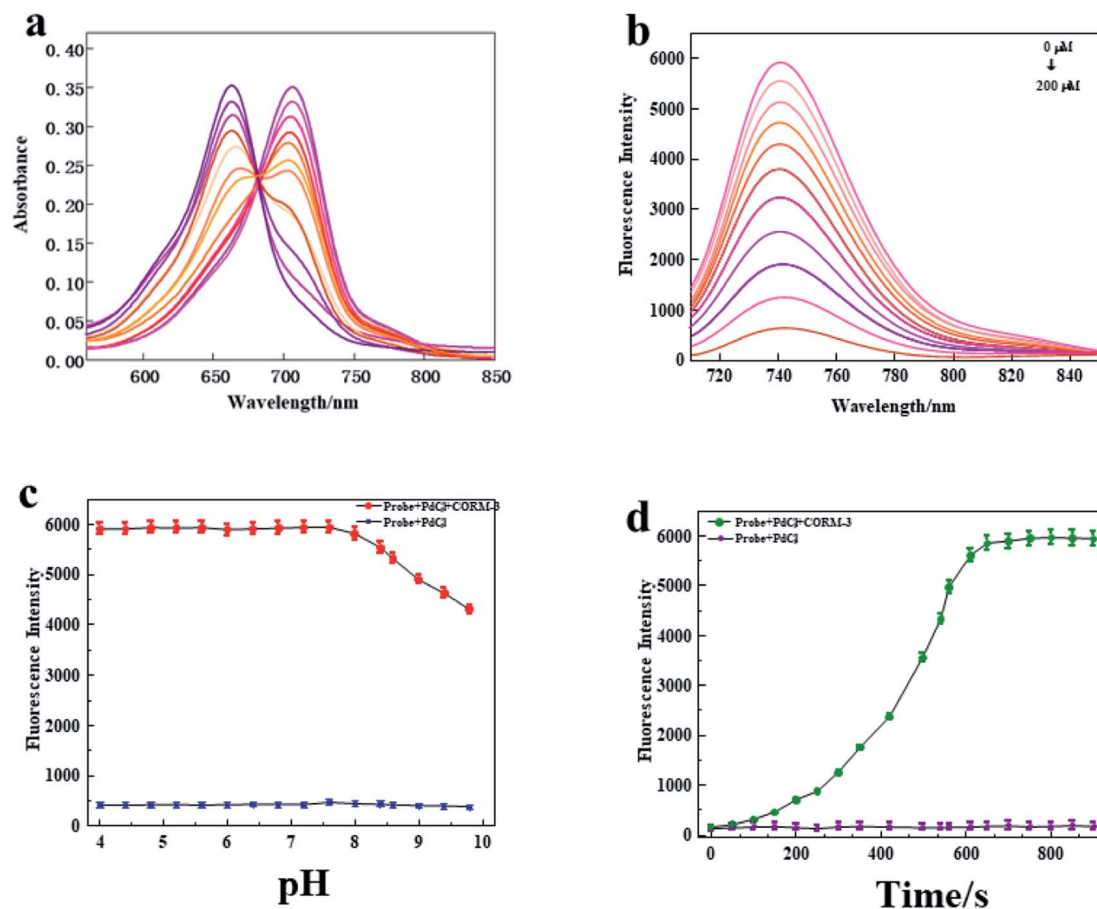 a
0. 40
0. 35
0. 30
0. 25
0. 20
0. 15
0. 10
0. 05
0. 00
Absorbance
600 650 700 750 800 850
Wavelength/nm
b
0 μM
↓
200 μM
6000
5000
4000
3000
2000
1000
0
Fluorescence Intensity
720 740 760 780 800 820 840
Wavelength/nm
c
Probe+PdCl+CORM-3
Probe+PdCl
6000
5000
4000
3000
2000
1000
0
Fluorescence Intensity
4 5 6 7 8 9 10
pH
d
Probe+PdCl+CORM-3
Probe+PdCl
6000
5000
4000
3000
2000
1000
0
Fluorescence Intensity
0 200 400 600 800
Time/s